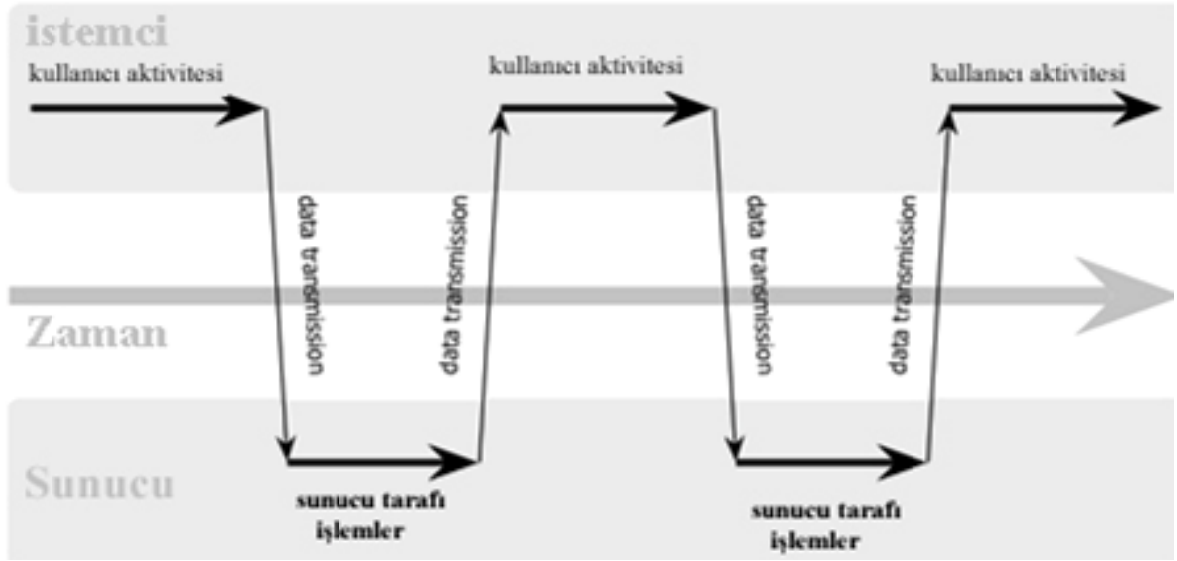 istemci
kullanıcı aktivitesi
kullanıcı aktivitesi
kullanıcı aktivitesi
data transmission
data transmission
data transmission
data transmission
Zaman
Sunucu
sunucu tarafı
işlemler
sunucu tarafı
işlemler